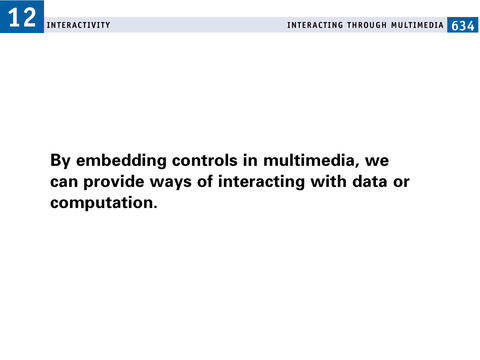 12 INTERACTIVITY INTERACTING THROUGH MULTIMEDIA 634
By embedding controls in multimedia, we
can provide ways of interacting with data or
computation.